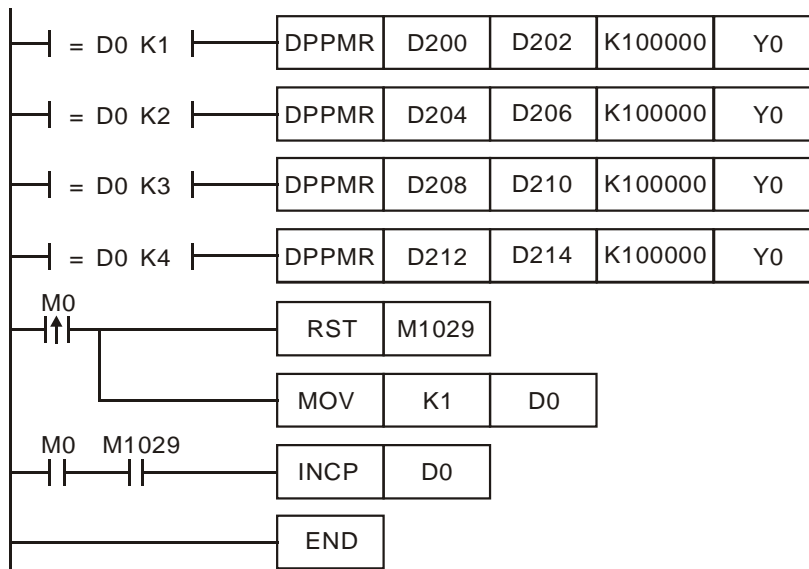 = D0 K1 DPPMR D200 D202 K100000 Y0
= D0 K2 DPPMR D204 D206 K100000 Y0
= D0 K3 DPPMR D208 D210 K100000 Y0
= D0 K4 DPPMR D212 D214 K100000 Y0
M0
RST M1029
MOV K1 D0
M0 M1029
INCP D0
END